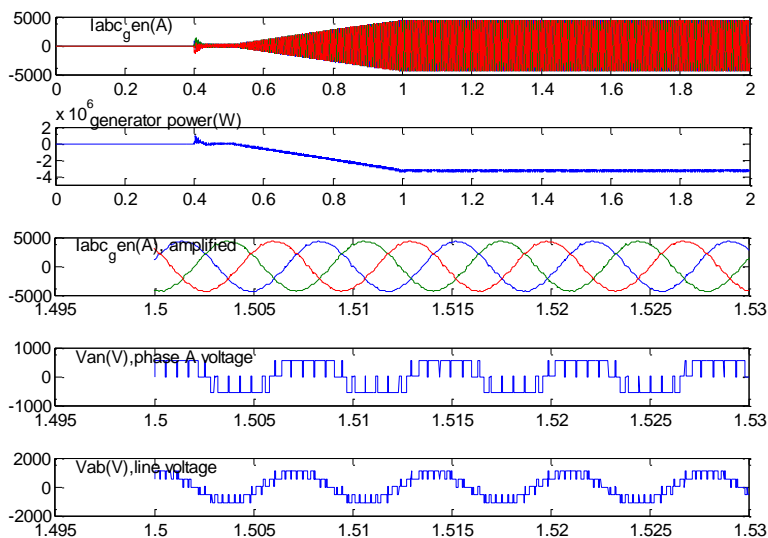 Iabc_gen(A)
5000
0
-5000
0 0.2 0.4 0.6 0.8 1 1.2 1.4 1.6 1.8 2
x 10^6
generator power(W)
2
0
-2
-4
0 0.2 0.4 0.6 0.8 1 1.2 1.4 1.6 1.8 2
Iabc_gen(A), amplified
5000
0
-5000
1.495 1.5 1.505 1.51 1.515 1.52 1.525 1.53
Van(V),phase A voltage
1000
0
-1000
1.495 1.5 1.505 1.51 1.515 1.52 1.525 1.53
Vab(V),line voltage
2000
0
-2000
1.495 1.5 1.505 1.51 1.515 1.52 1.525 1.53